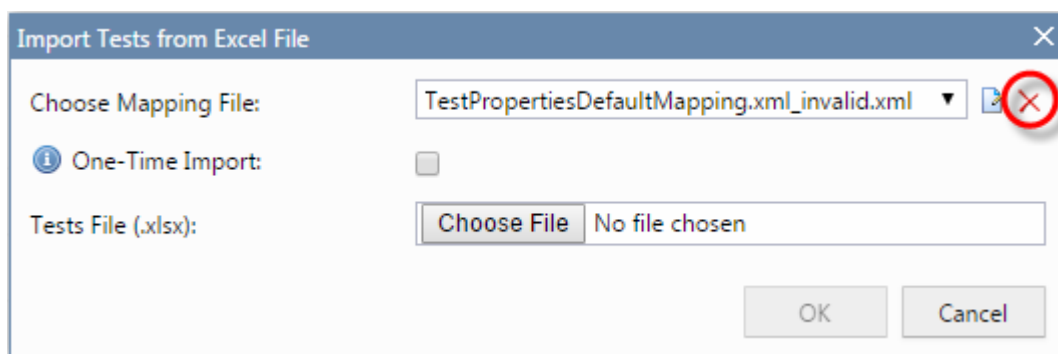 Import Tests from Excel File
Choose Mapping File: TestPropertiesDefaultMapping.xml_invalid.xml
One-Time Import:
Tests File (.xlsx): Choose File No file chosen
OK Cancel